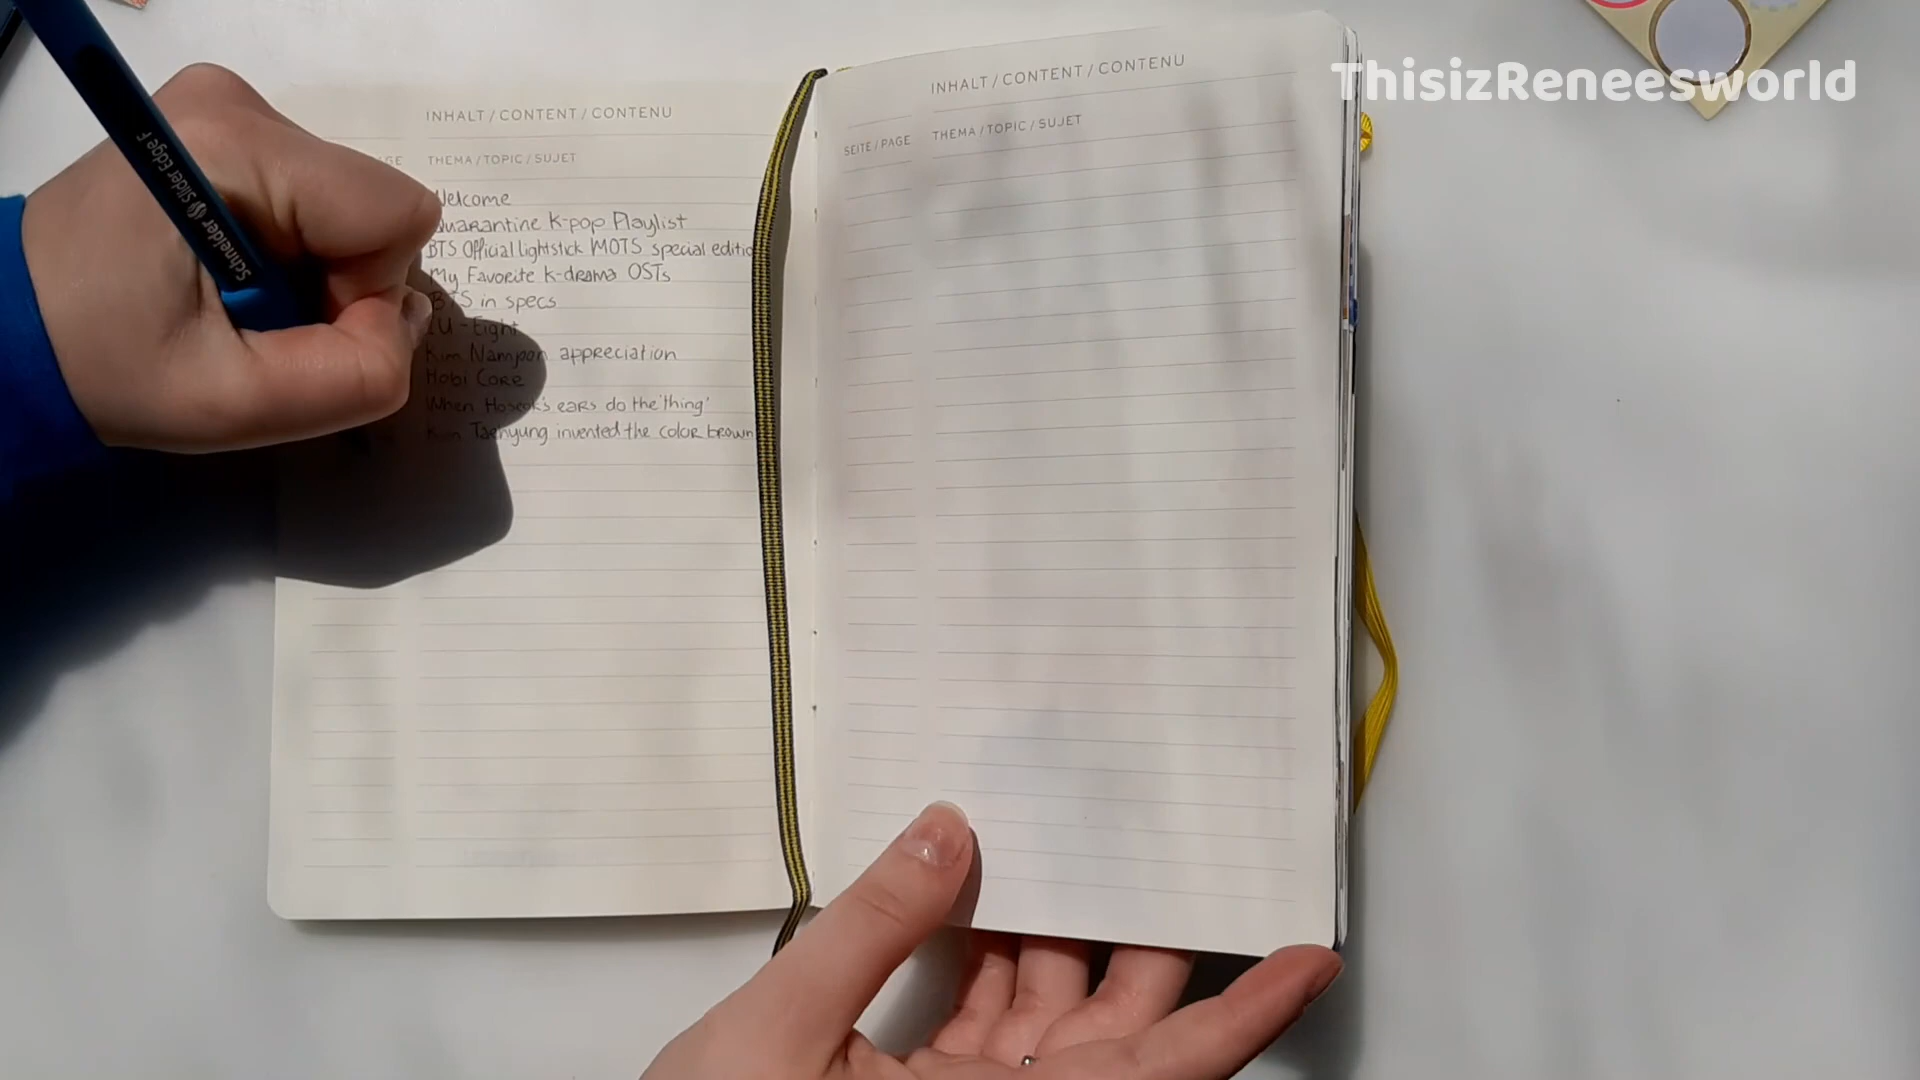 ThisizReneesworld
INHALT / CONTENT / CONTENU
THEMA / TOPIC / SUJET
Welcome
Quarantine K-pop Playlist
BTS Official lightstick MOTS special editio
My Favorite K-drama OSTs
BTS in specs
IU - Eight
Kim Namjoon appreciation
Hobi Core
When Hoseok's ears do the 'thing'
Kim Taehyung invented the color brown
INHALT / CONTENT / CONTENU
SEITE / PAGE
THEMA / TOPIC / SUJET
Schneider Slider Edge F